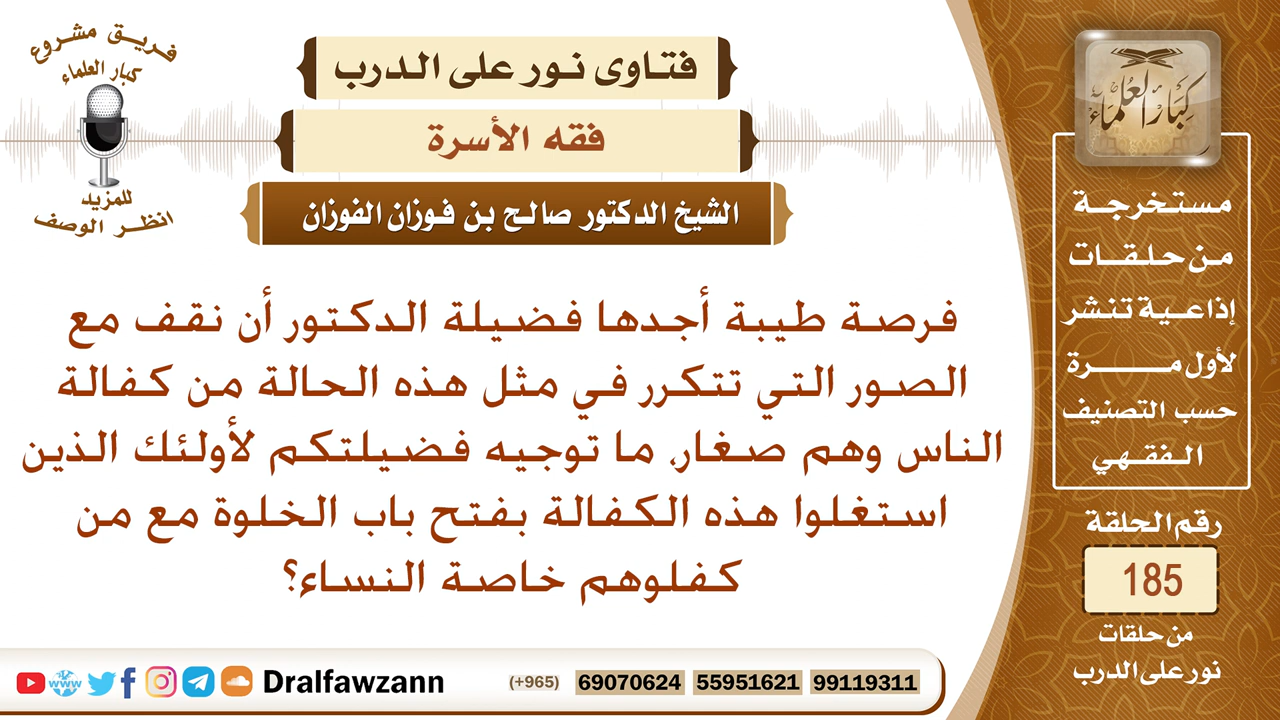 فريق مشروع
كبار العلماء
للمزيد
انظر الوصف
فتاوى نور على الدرب
فقه الأسرة
الشيخ الدكتور صالح بن فوزان الفوزان
فرصة طيبة أجدها فضيلة الدكتور أن نقف مع
الصور التي تتكرر في مثل هذه الحالة من كفالة
الناس وهم صغار، ما توجيه فضيلتكم لأولئك الذين
استغلوا هذه الكفالة بفتح باب الخلوة مع من
كفلوهم خاصة النساء؟
كبار العلماء
مستخرجة
من حلقات
إذاعية تنشر
لأول مرة
حسب التصنيف
الفقهي
رقم الحلقة
185
من حلقات
نور على الدرب
www Dralfawzann (+965) 69070624 55951621 99119311